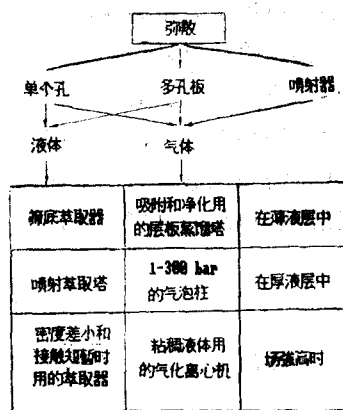 弥散
单个孔 多孔板 喷射器
液体 气体
筛底萃取器
吸附和净化用
的层板蒸馏塔
在薄液层中
喷射萃取塔
1-300 bar
的气泡柱
在厚液层中
密度差小和
接触短暂时
用的萃取器
粘稠液体用
的气化离心机
场強高时